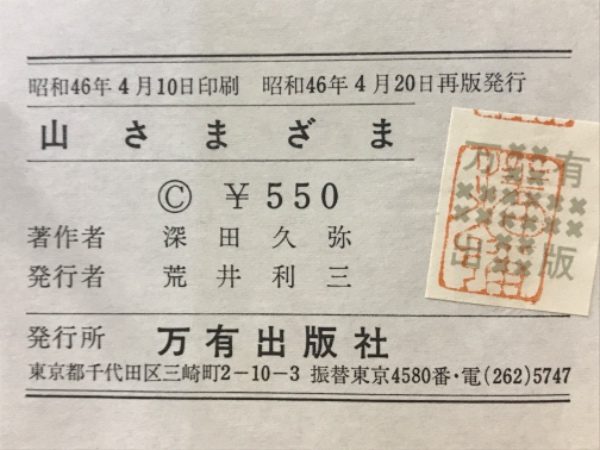 昭和46年4月10日印刷　昭和46年4月20日再版発行
山さまざま
Ⓒ ￥550
著作者　深田久弥
発行者　荒井利三
万有
出版
発行所　万有出版社
東京都千代田区三崎町2－10－3 振替東京4580番・電(262)5747